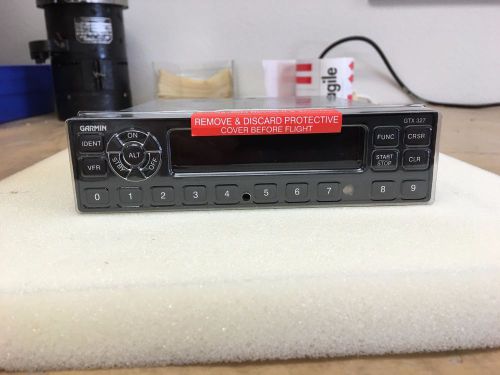 REMOVE & DISCARD PROTECTIVE
COVER BEFORE FLIGHT
GARMIN
GTX 327
IDENT
ON
FUNC
CRSR
ALT
VFR
STBY
OFF
START
STOP
CLR
0
1
2
3
4
5
6
7
8
9
agile